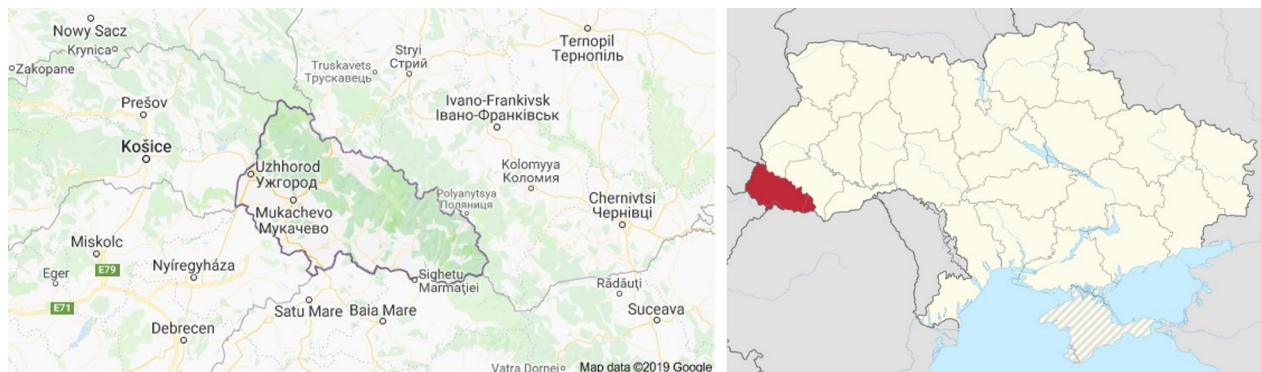 Nowy Sacz
Krynica
Zakopane
Ternopil
Тернопіль
Stryi
Стрий
Truskavets
Трускавець
Prešov
Ivano-Frankivsk
Івано-Франківськ
Košice
Uzhhorod
Ужгород
Kolomyya
Коломия
Polyanytsya
Поляниця
Mukachevo
Мукачево
Chernivtsi
Чернівці
Miskolc
E79
Eger
Nyíregyháza
Sighetu
Marmației
Rădăuți
E71
Satu Mare
Baia Mare
Suceava
Debrecen
Vatra Dornei
Map data ©2019 Google